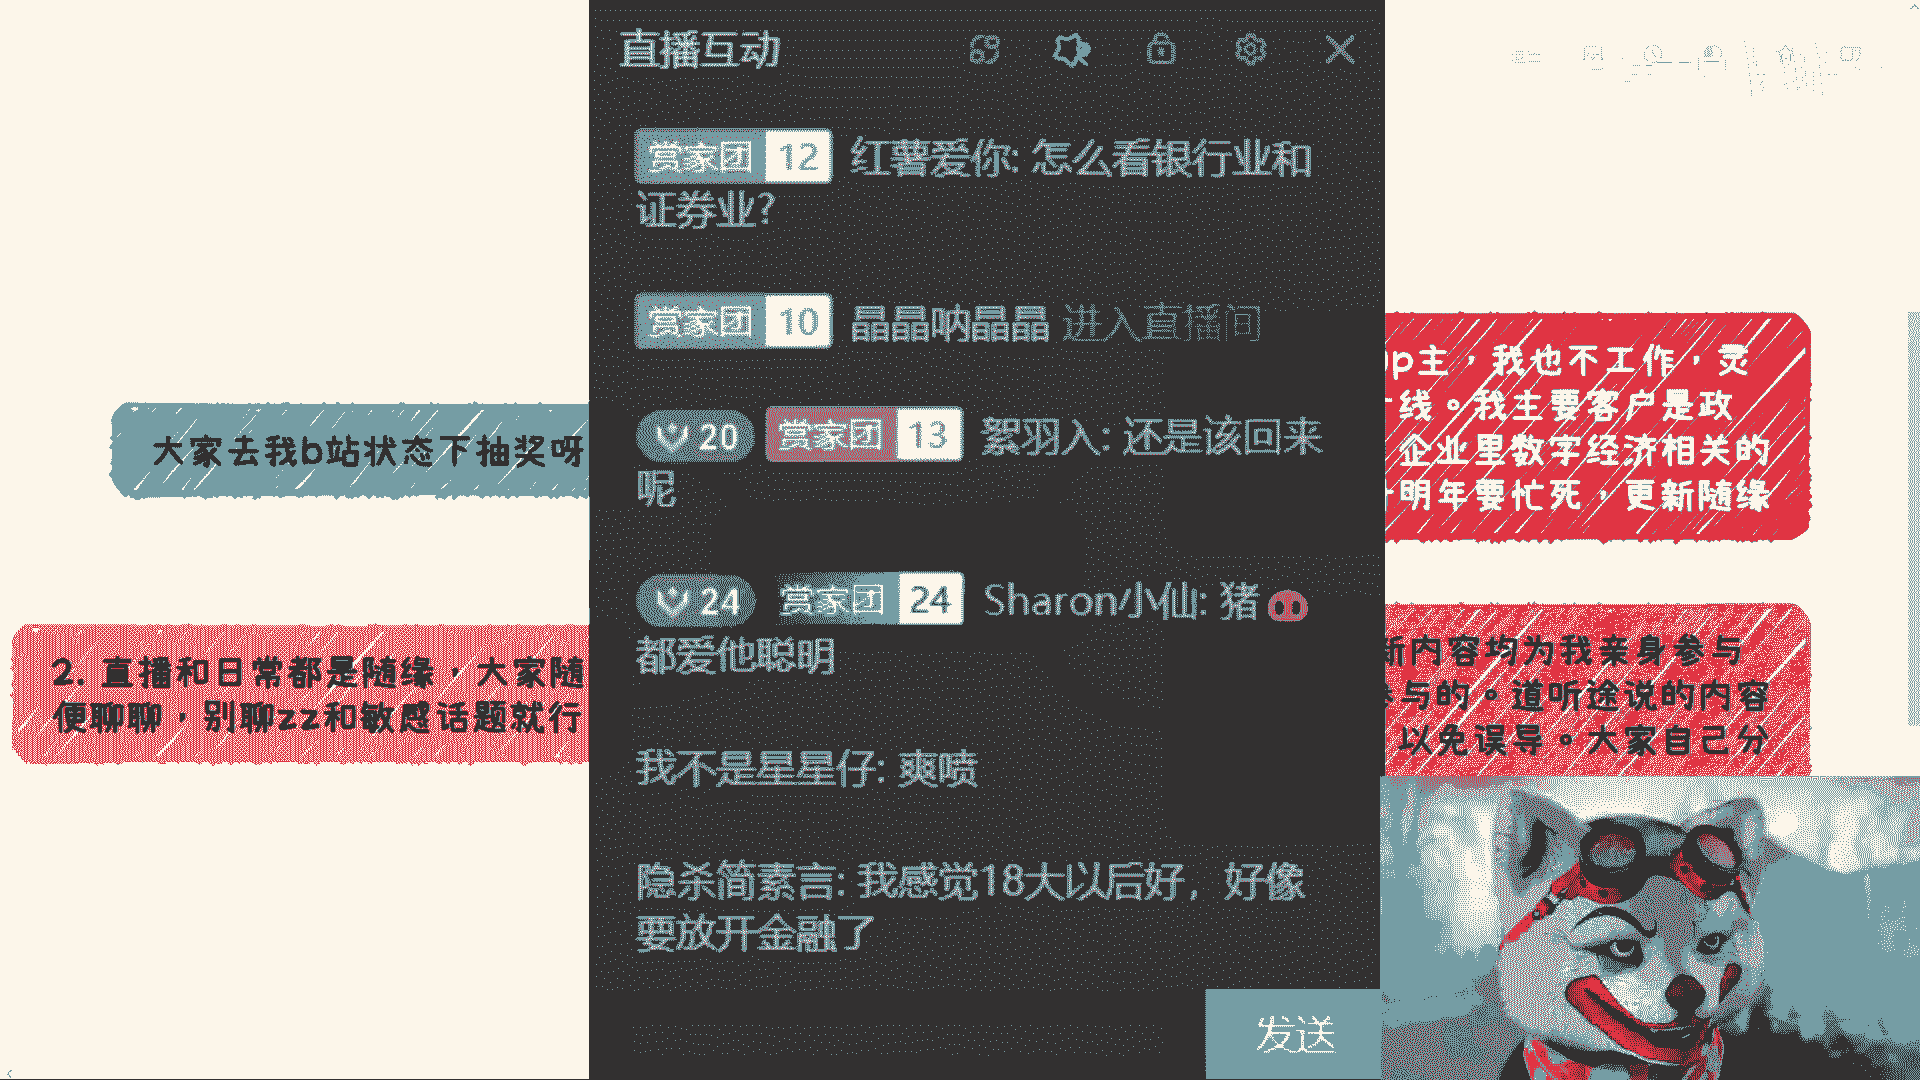 直播互动
赏家团 12 红薯爱你: 怎么看银行业和
证券业?
赏家团 10 晶晶呐晶晶 进入直播间
20 赏家团 13 絮羽入: 还是该回来
呢
24 赏家团 24 Sharon小仙: 猪
都爱他聪明
我不是星星仔: 爽喷
隐杀简素言: 我感觉18大以后好，好像
要放开金融了
发送
大家去我b站状态下抽奖呀
2. 直播和日常都是随缘，大家随
便聊聊，别聊zz和敏感话题就行
p主，我也不工作，灵
线。我主要客户是政
企业里数字经济相关的
明年要忙死，更新随缘
新内容均为我亲身参与
参与的。道听途说的内容
以免误导。大家自己分